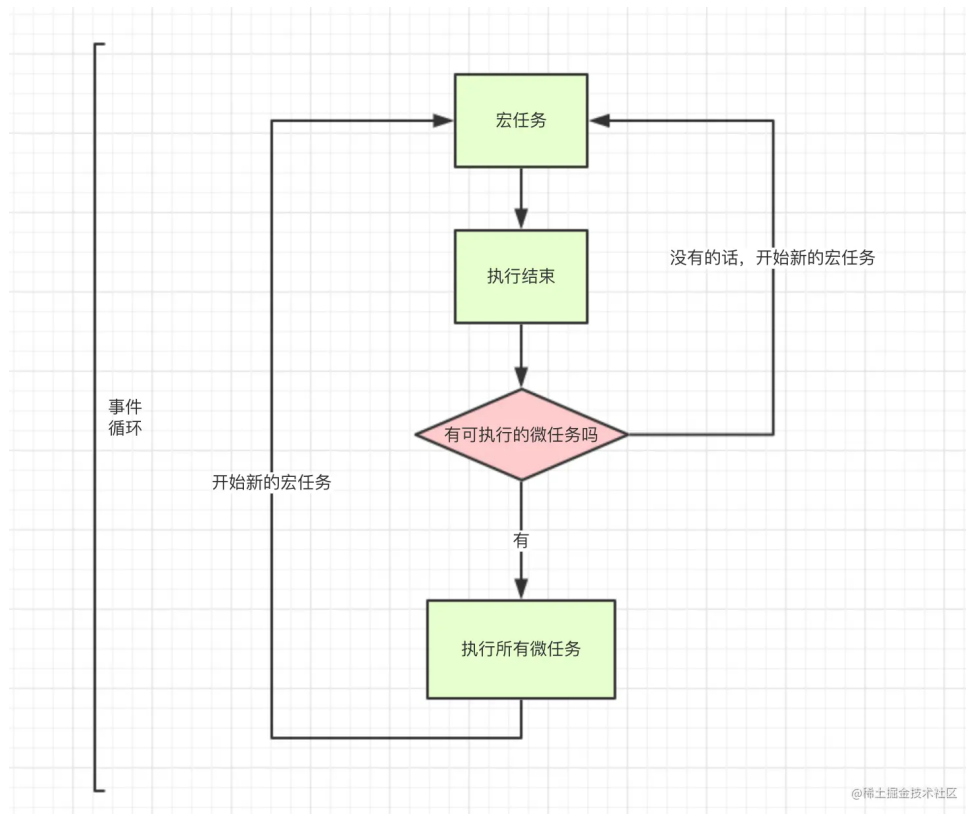 宏任务
执行结束
没有的话，开始新的宏任务
事件
循环
有可执行的微任务吗
开始新的宏任务
有
执行所有微任务
@稀土掘金技术社区